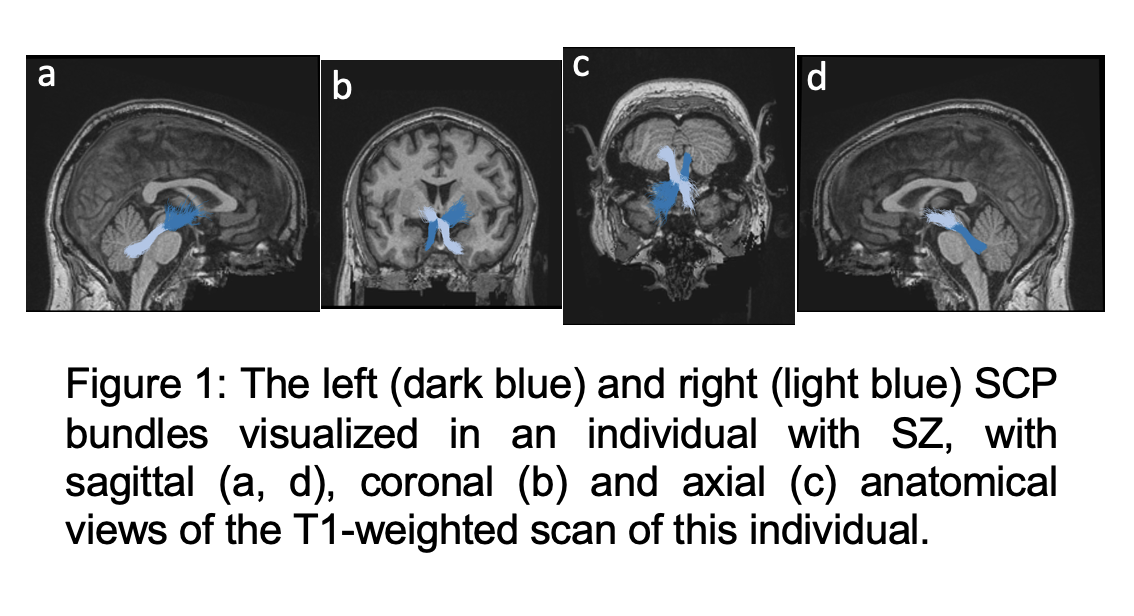 a
b
c
d
Figure 1: The left (dark blue) and right (light blue) SCP
bundles visualized in an individual with SZ, with
sagittal (a, d), coronal (b) and axial (c) anatomical
views of the T1-weighted scan of this individual.